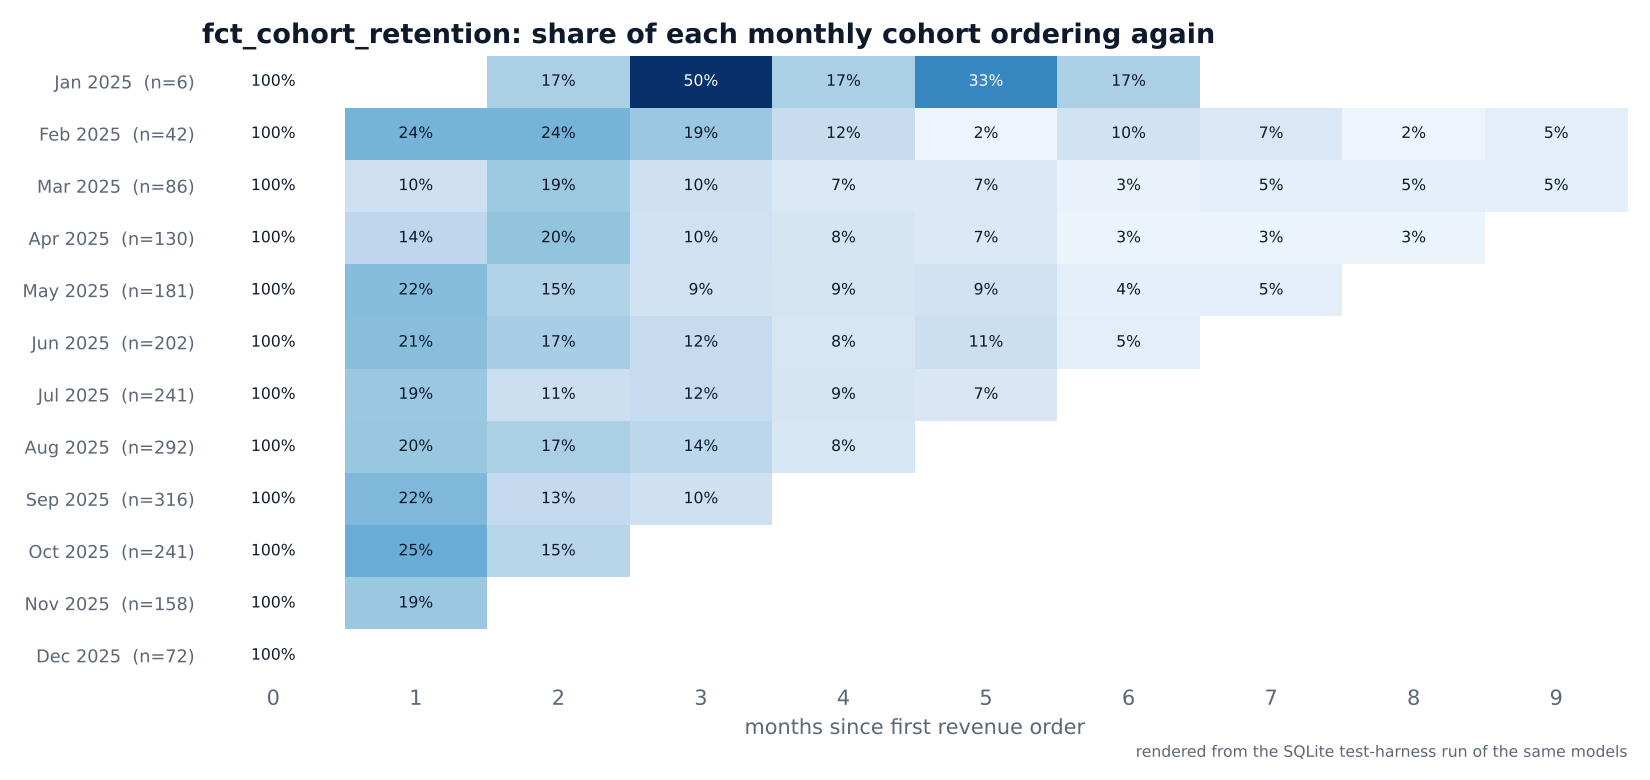 fct_cohort_retention: share of each monthly cohort ordering again
Jan 2025 (n=6) 100% 17% 50% 17% 33% 17%
Feb 2025 (n=42) 100% 24% 24% 19% 12% 2% 10% 7% 2% 5%
Mar 2025 (n=86) 100% 10% 19% 10% 7% 7% 3% 5% 5% 5%
Apr 2025 (n=130) 100% 14% 20% 10% 8% 7% 3% 3% 3%
May 2025 (n=181) 100% 22% 15% 9% 9% 9% 4% 5%
Jun 2025 (n=202) 100% 21% 17% 12% 8% 11% 5%
Jul 2025 (n=241) 100% 19% 11% 12% 9% 7%
Aug 2025 (n=292) 100% 20% 17% 14% 8%
Sep 2025 (n=316) 100% 22% 13% 10%
Oct 2025 (n=241) 100% 25% 15%
Nov 2025 (n=158) 100% 19%
Dec 2025 (n=72) 100%
0 1 2 3 4 5 6 7 8 9
months since first revenue order
rendered from the SQLite test-harness run of the same models